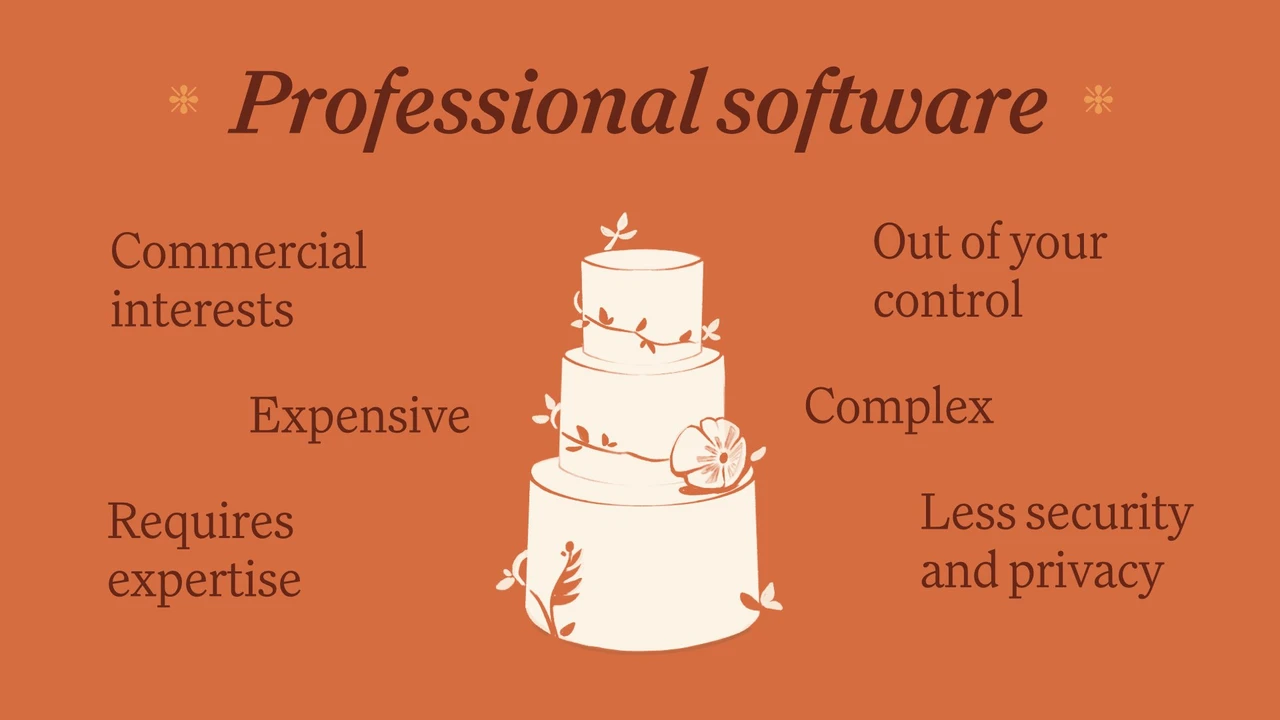 Professional software
Commercial
interests
Expensive
Requires
expertise
Out of your
control
Complex
Less security
and privacy